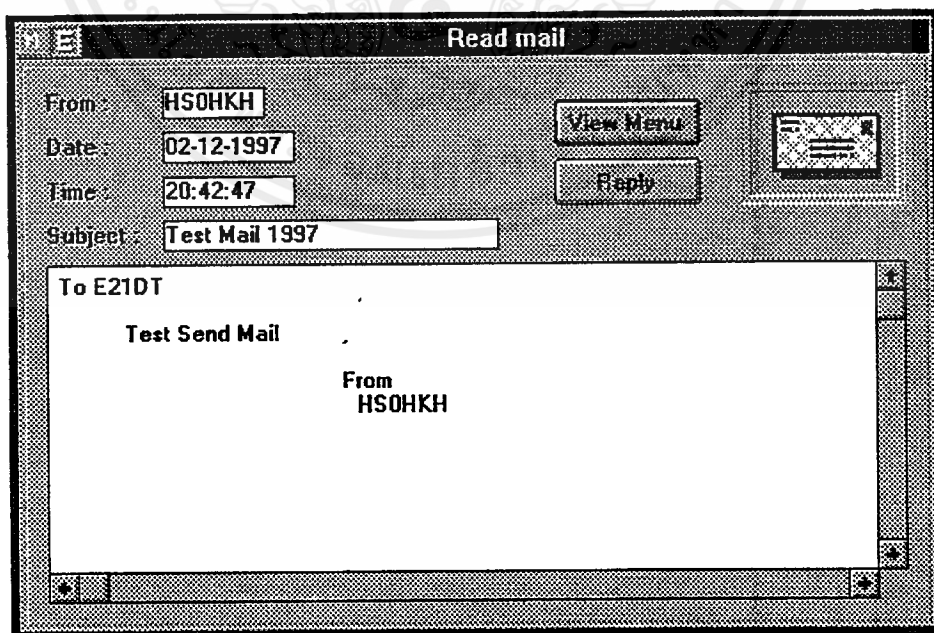 Read mail
From : HS0HKH
View Menu
Date : 02-12-1997
Time : 20:42:47
Reply
Subject : Test Mail 1997
To E21DT
Test Send Mail
From
HS0HKH